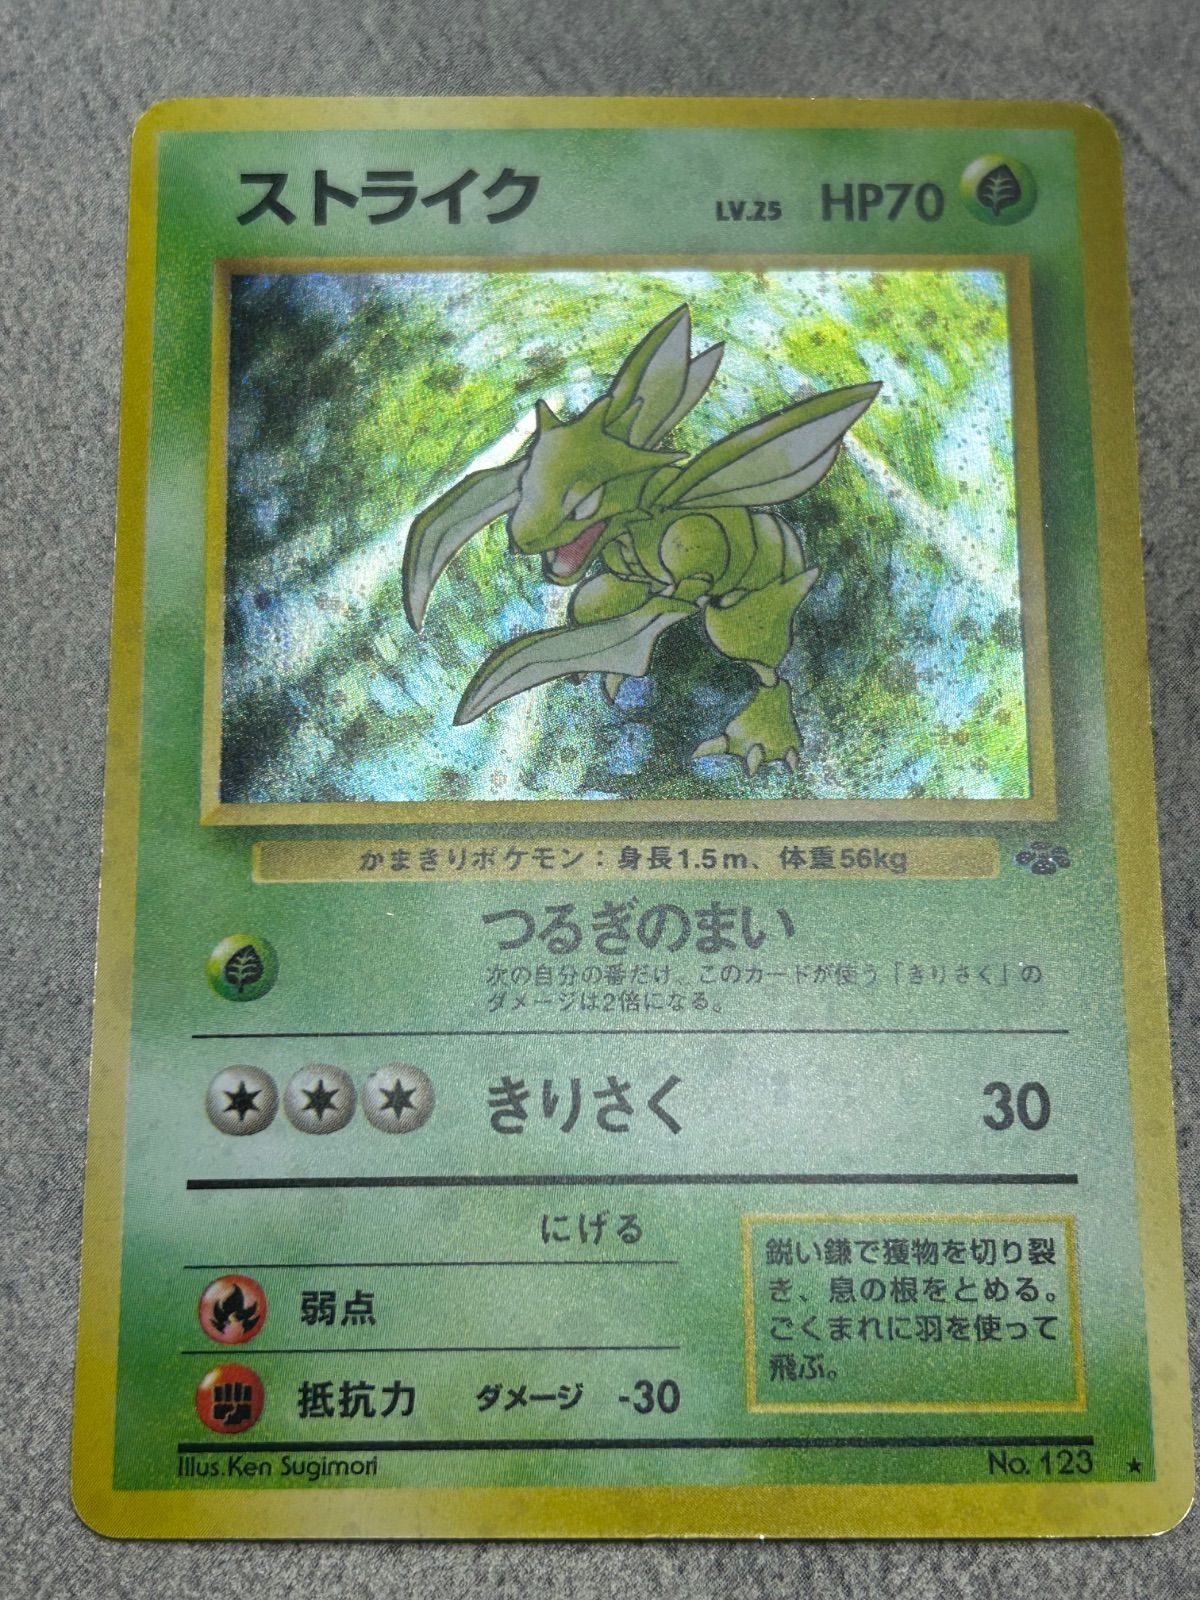 ストライク LV.25 HP70
かまきりポケモン：身長1.5m、体重56kg
つるぎのまい
次の自分の番だけ、このカードが使う「きりさく」の
ダメージは2倍になる。
きりさく 30
にげる
弱点
抵抗力 ダメージ -30
鋭い鎌で獲物を切り裂
き、息の根をとめる。
ごくまれに羽を使って
飛ぶ。
Illus.Ken Sugimori No. 123 ★